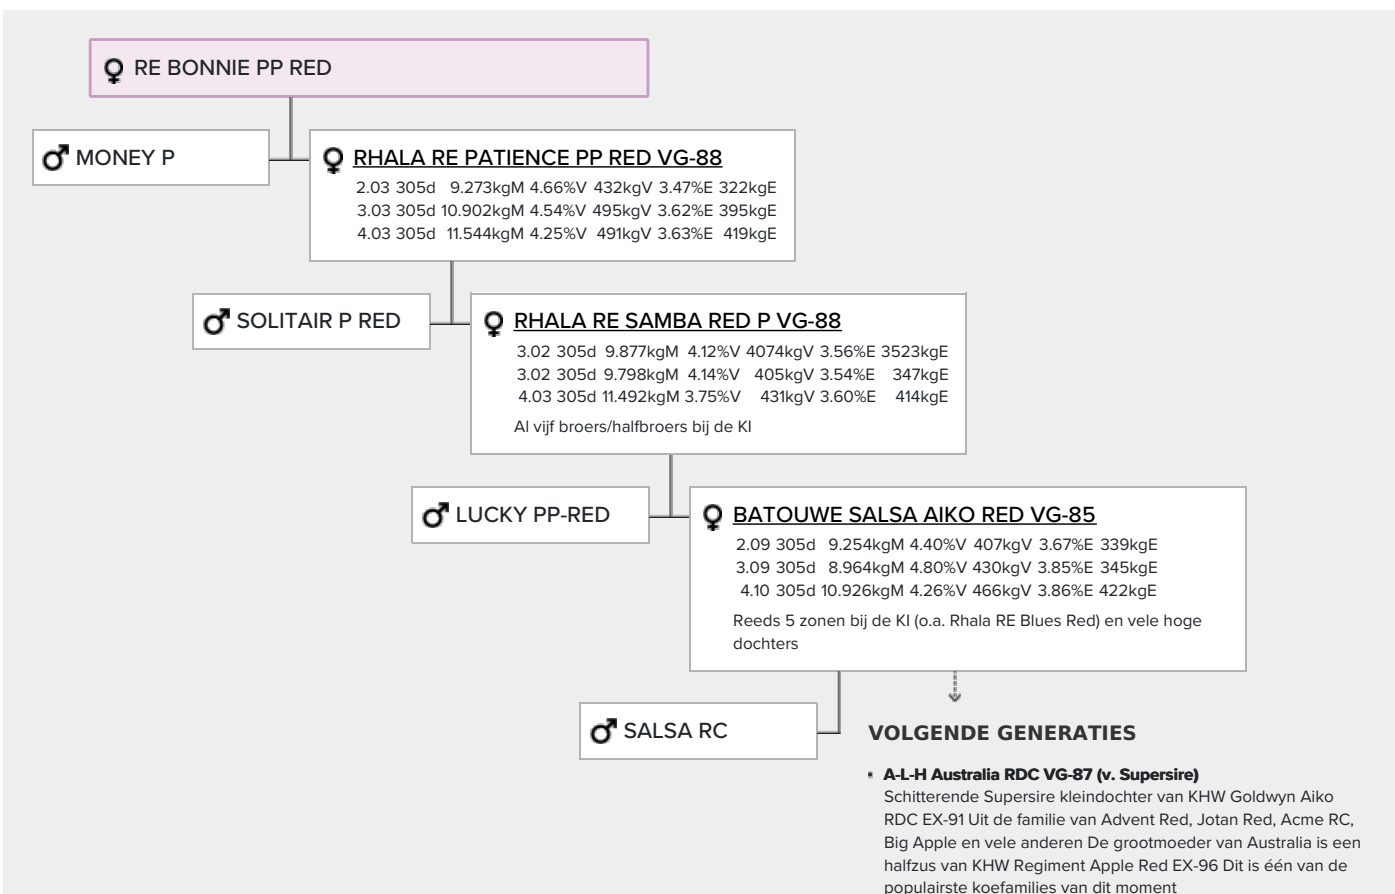 RE BONNIE PP RED
MONEY P
RHALA RE PATIENCE PP RED VG-88
2.03 305d 9.273kgM 4.66%V 432kgV 3.47%E 322kgE
3.03 305d 10.902kgM 4.54%V 495kgV 3.62%E 395kgE
4.03 305d 11.544kgM 4.25%V 491kgV 3.63%E 419kgE
SOLITAIR P RED
RHALA RE SAMBA RED P VG-88
3.02 305d 9.877kgM 4.12%V 4074kgV 3.56%E 3523kgE
3.02 305d 9.798kgM 4.14%V 405kgV 3.54%E 347kgE
4.03 305d 11.492kgM 3.75%V 431kgV 3.60%E 414kgE
Al vijf broers/halfbroers bij de KI
LUCKY PP-RED
BATOUWE SALSA AIKO RED VG-85
2.09 305d 9.254kgM 4.40%V 407kgV 3.67%E 339kgE
3.09 305d 8.964kgM 4.80%V 430kgV 3.85%E 345kgE
4.10 305d 10.926kgM 4.26%V 466kgV 3.86%E 422kgE
Reeds 5 zonen bij de KI (o.a. Rhala RE Blues Red) en vele hoge
dochters
SALSA RC
VOLGENDE GENERATIES
▪ A-L-H Australia RDC VG-87 (v. Supersire)
Schitterende Supersire kleindochter van KHW Goldwyn Aiko
RDC EX-91 Uit de familie van Advent Red, Jotan Red, Acme RC,
Big Apple en vele anderen De grootmoeder van Australia is een
halfzus van KHW Regiment Apple Red EX-96 Dit is één van de
populairste koefamilies van dit moment